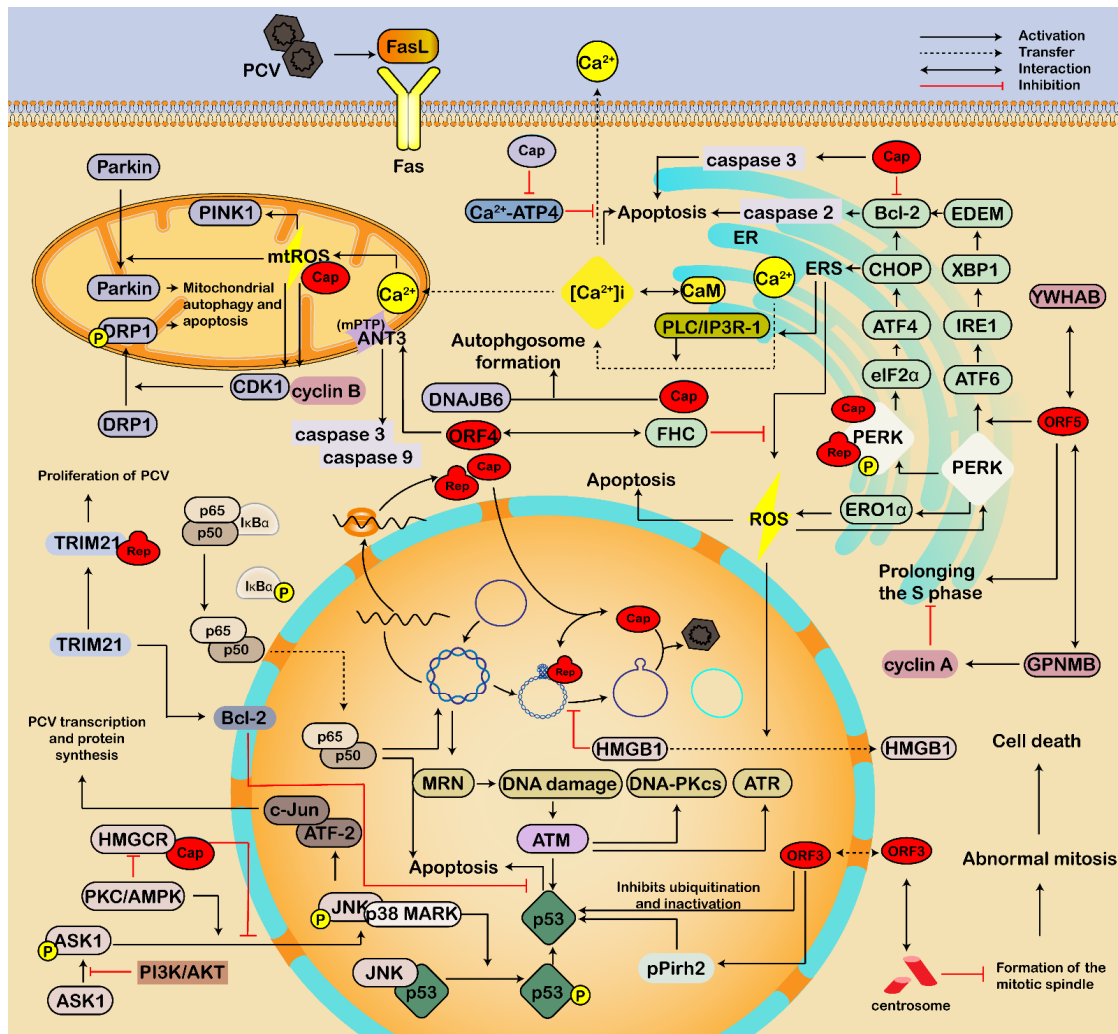 PCV
FasL
Fas
Ca²⁺
Activation
Transfer
Interaction
Inhibition
Cap
Ca²⁺-ATP4
caspase 3
Cap
Apoptosis
caspase 2
Bcl-2
EDEM
ER
Ca²⁺
ERS
CHOP
XBP1
[Ca²⁺]i
CaM
PLC/IP3R-1
ATF4
IRE1
eIF2α
ATF6
YWHAB
ORF5
Parkin
PINK1
mtROS
Cap
Ca²⁺
Parkin
Mitochondrial
autophagy and
apoptosis
P
DRP1
(mPTP)
ANT3
CDK1
cyclin B
DRP1
caspase 3
caspase 9
Autophgosome
formation
DNAJB6
Cap
ORF4
FHC
Cap
Rep
Cap
PERK
Rep
P
PERK
Apoptosis
ROS
ERO1α
Prolonging
the S phase
cyclin A
GPNMB
Proliferation of PCV
TRIM21
Rep
p65
p50
IκBα
IκBα
P
p65
p50
TRIM21
Bcl-2
PCV transcription
and protein
synthesis
Cap
Rep
p65
p50
HMGB1
HMGB1
MRN
DNA damage
DNA-PKcs
ATR
ATM
c-Jun
ATF-2
Apoptosis
HMGCR
Cap
PKC/AMPK
P
ASK1
PI3K/AKT
ASK1
JNK
P
p38 MARK
p53
Inhibits ubiquitination
and inactivation
ORF3
ORF3
pPirh2
JNK
p53
p53
P
Cell death
Abnormal mitosis
centrosome
Formation of the
mitotic spindle